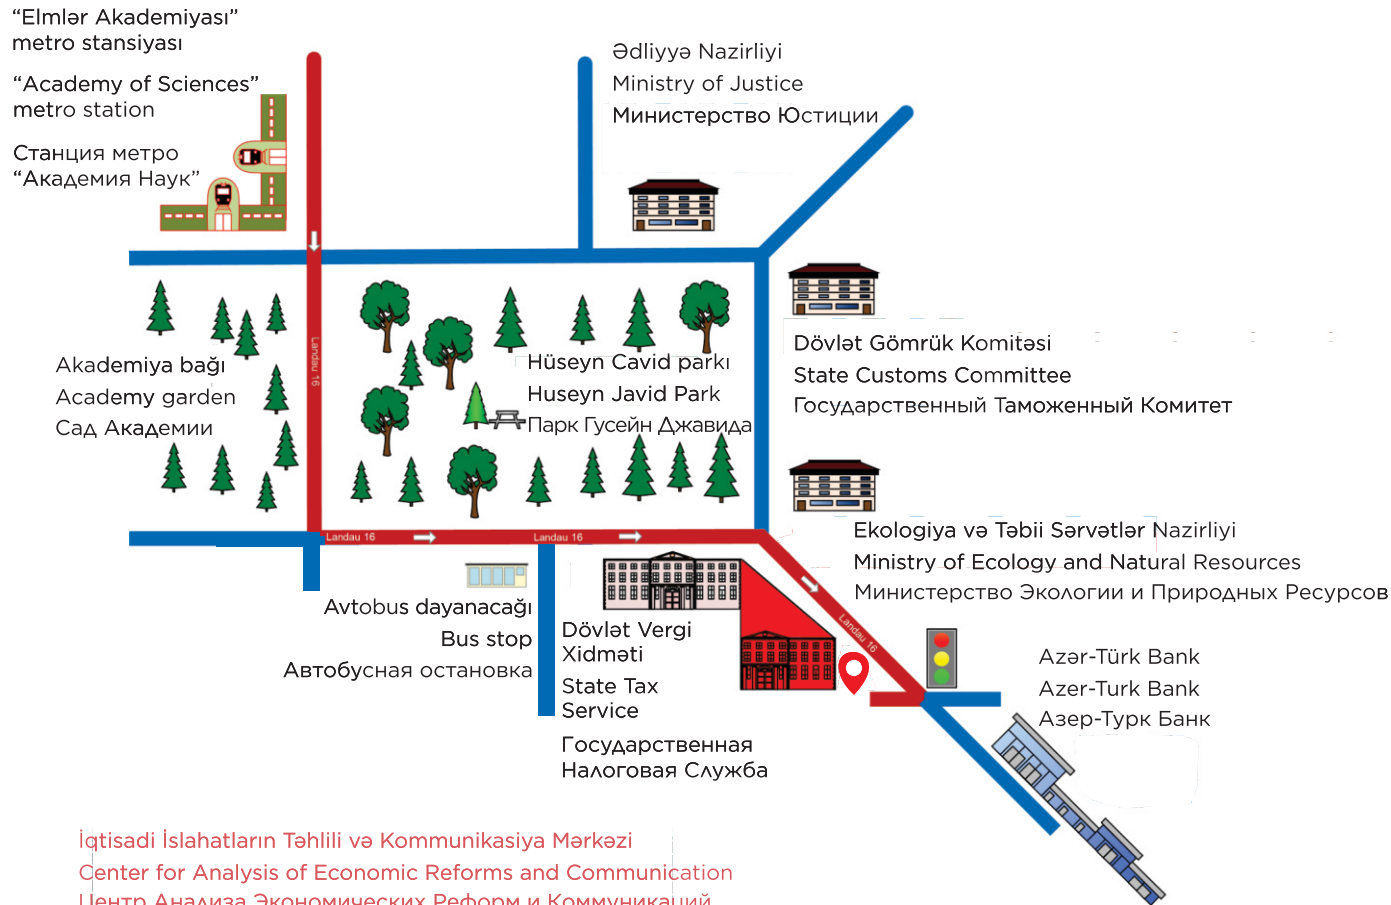 “Elmlər Akademiyası”
metro stansiyası
“Academy of Sciences”
metro station
Станция метро
“Академия Наук”
Ədliyyə Nazirliyi
Ministry of Justice
Министерство Юстиции
Landau 16
Akademiya bağı
Academy garden
Сад Академии
Hüseyn Cavid parkı
Huseyn Javid Park
Парк Гусейн Джавида
Dövlət Gömrük Komitəsi
State Customs Committee
Государственный Таможенный Комитет
Landau 16
Landau 16
Ekologiya və Təbii Sərvətlər Nazirliyi
Ministry of Ecology and Natural Resources
Министерство Экологии и Природных Ресурсов
Landau 16
Avtobus dayanacağı
Bus stop
Автобусная остановка
Dövlət Vergi
Xidməti
State Tax
Service
Государственная
Налоговая Служба
Azər-Türk Bank
Azer-Turk Bank
Азер-Турк Банк
İqtisadi İslahatların Təhlili və Kommunikasiya Mərkəzi
Center for Analysis of Economic Reforms and Communication
Центр Анализа Экономических Реформ и Коммуникаций